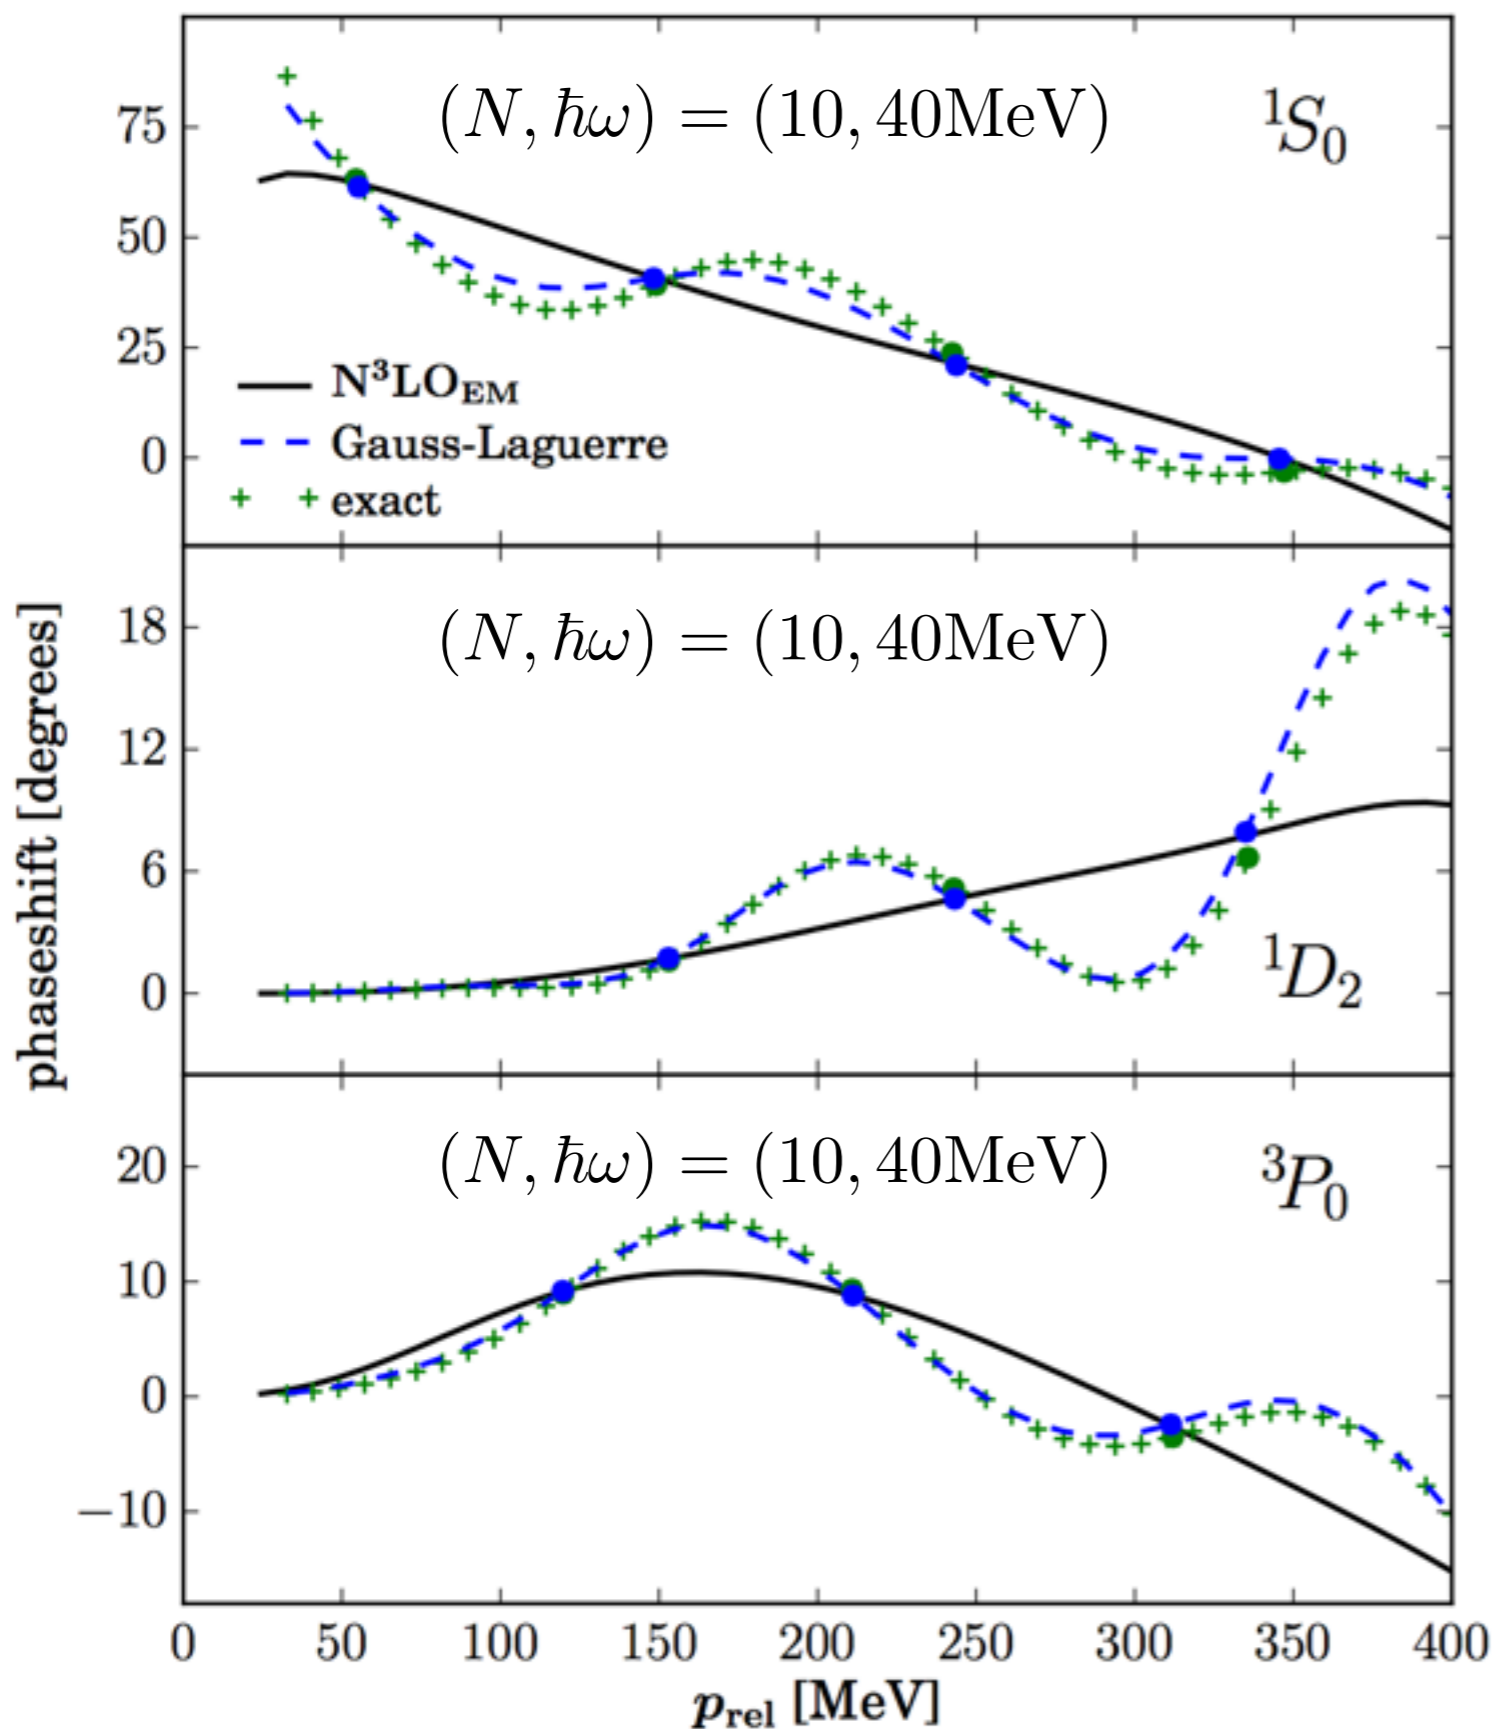 (N, ħω) = (10, 40MeV)
¹S₀
75
50
25
0
N³LO_EM
Gauss-Laguerre
exact
phaseshift [degrees]
(N, ħω) = (10, 40MeV)
18
12
6
0
¹D₂
(N, ħω) = (10, 40MeV)
³P₀
20
10
0
−10
0 50 100 150 200 250 300 350 400
p_rel [MeV]